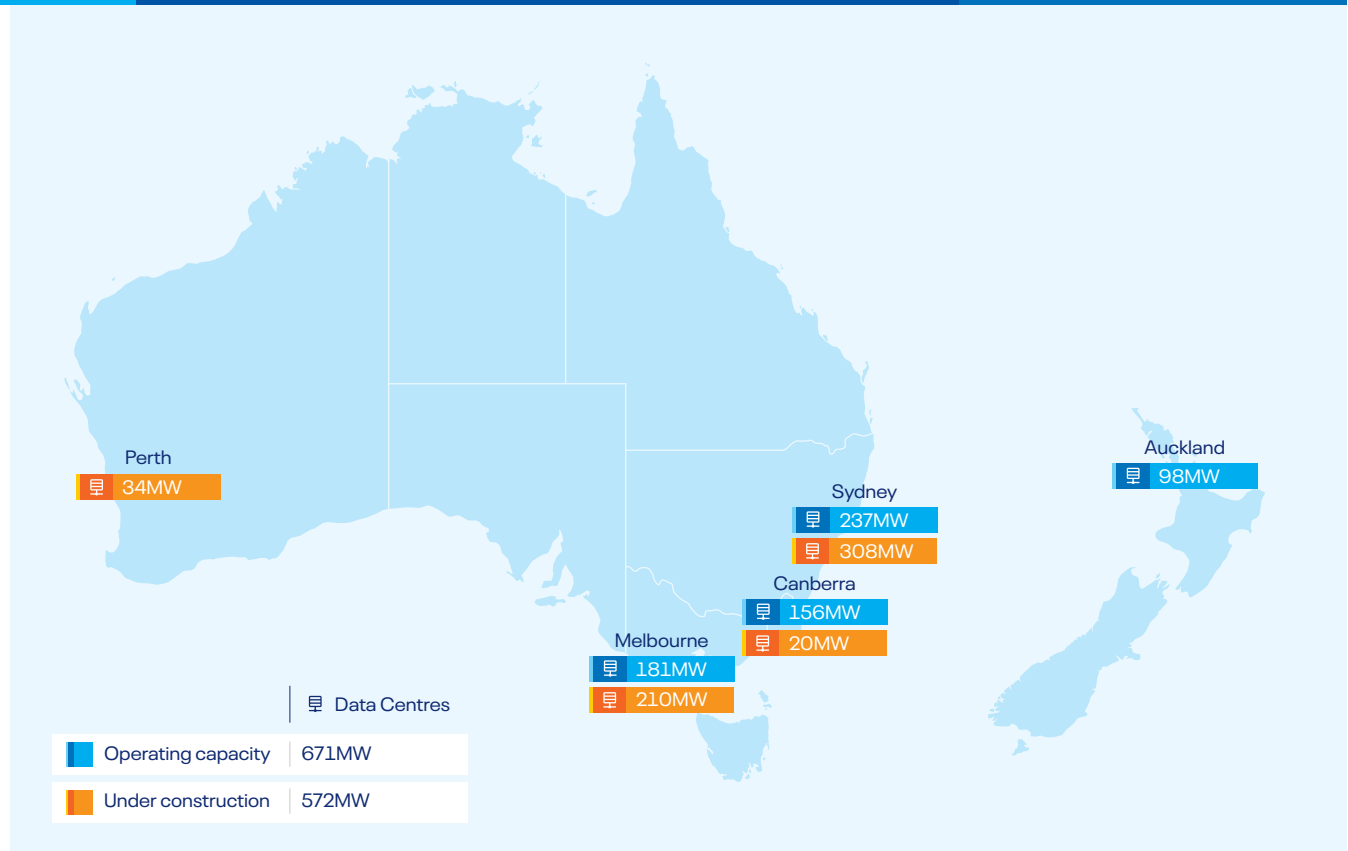 Perth
34MW
Auckland
98MW
Sydney
237MW
308MW
Canberra
156MW
20MW
Melbourne
181MW
210MW
Data Centres
Operating capacity 671MW
Under construction 572MW